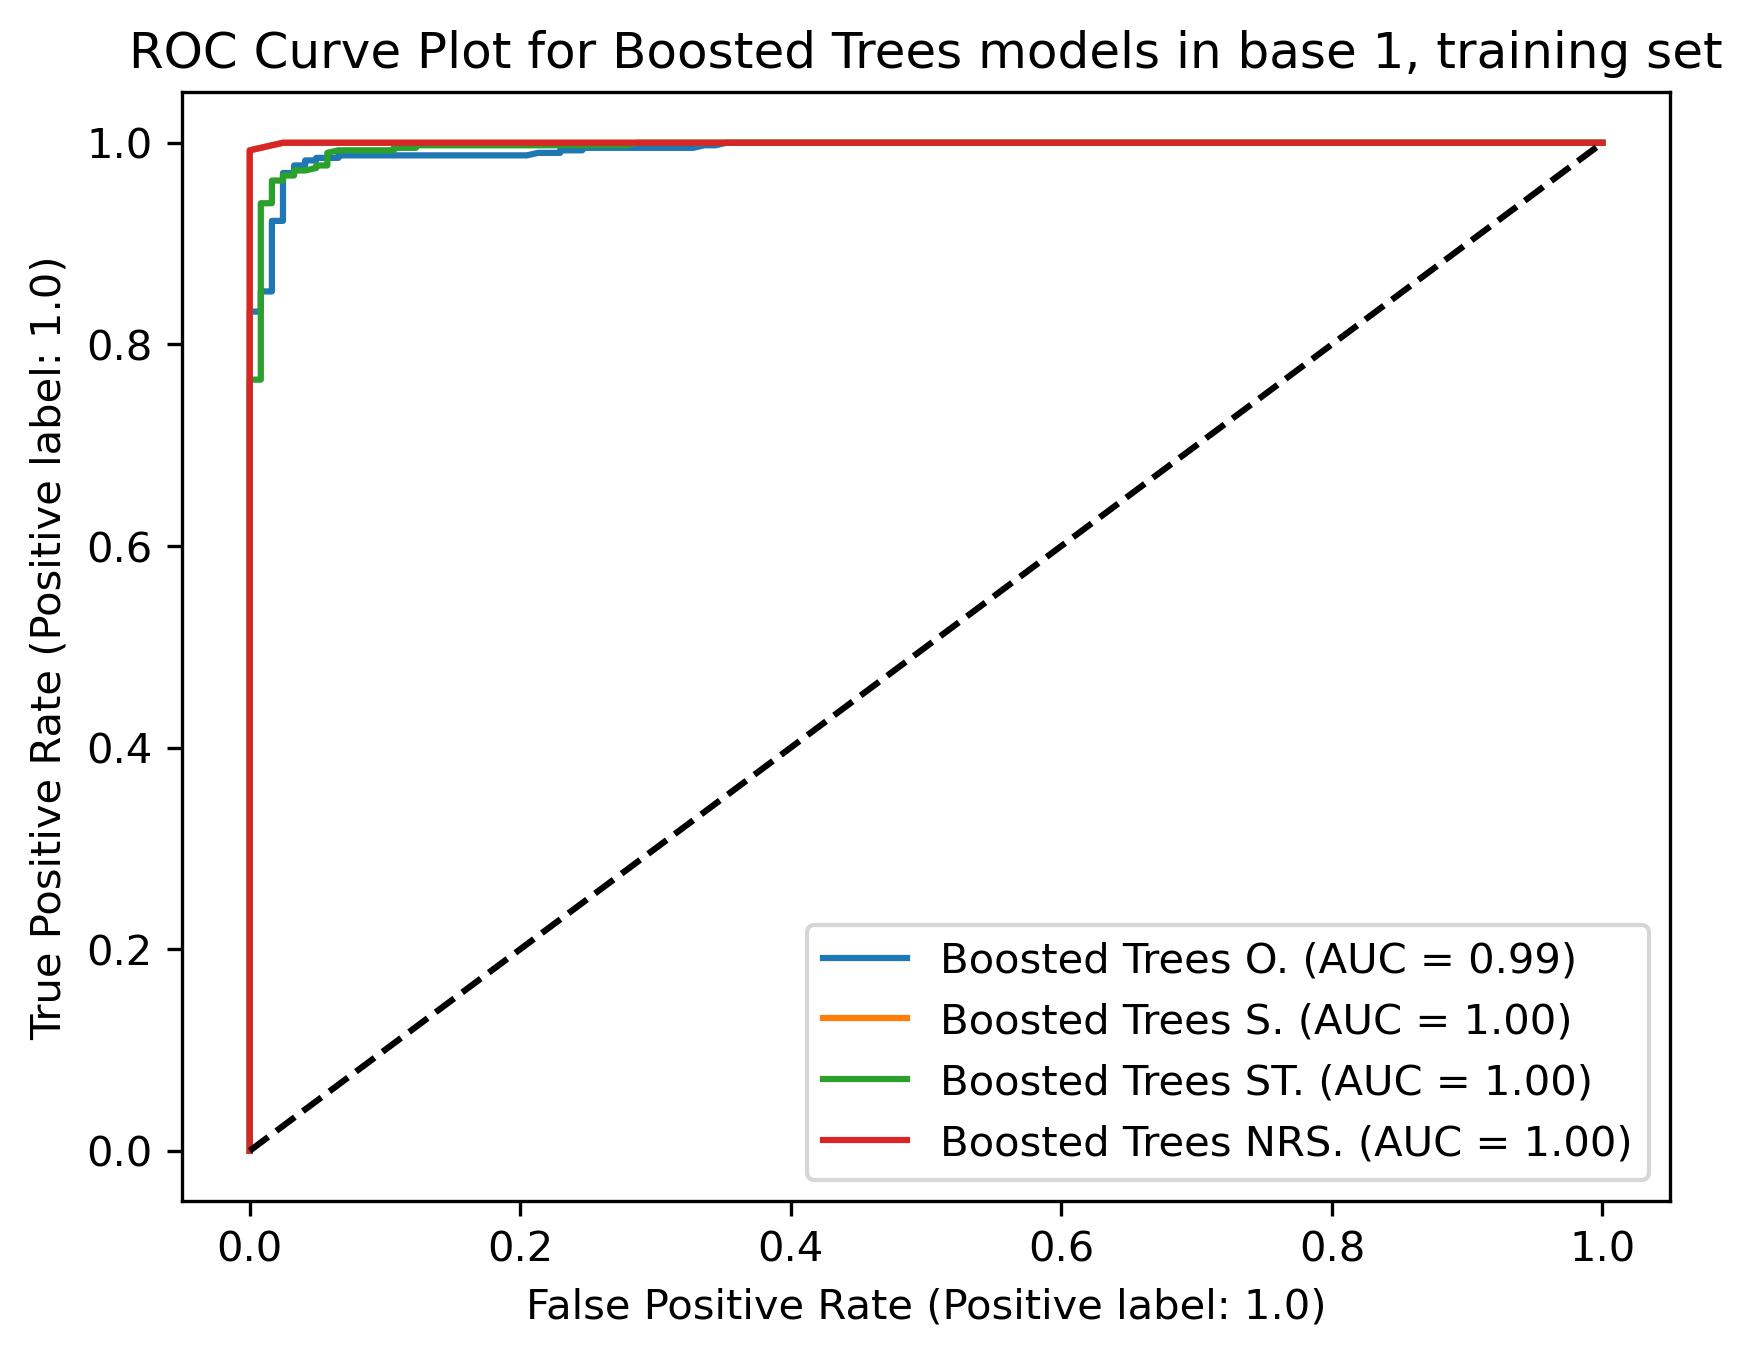 ROC Curve Plot for Boosted Trees models in base 1, training set
True Positive Rate (Positive label: 1.0)
1.0
0.8
0.6
0.4
0.2
0.0
Boosted Trees O. (AUC = 0.99)
Boosted Trees S. (AUC = 1.00)
Boosted Trees ST. (AUC = 1.00)
Boosted Trees NRS. (AUC = 1.00)
0.0 0.2 0.4 0.6 0.8 1.0
False Positive Rate (Positive label: 1.0)